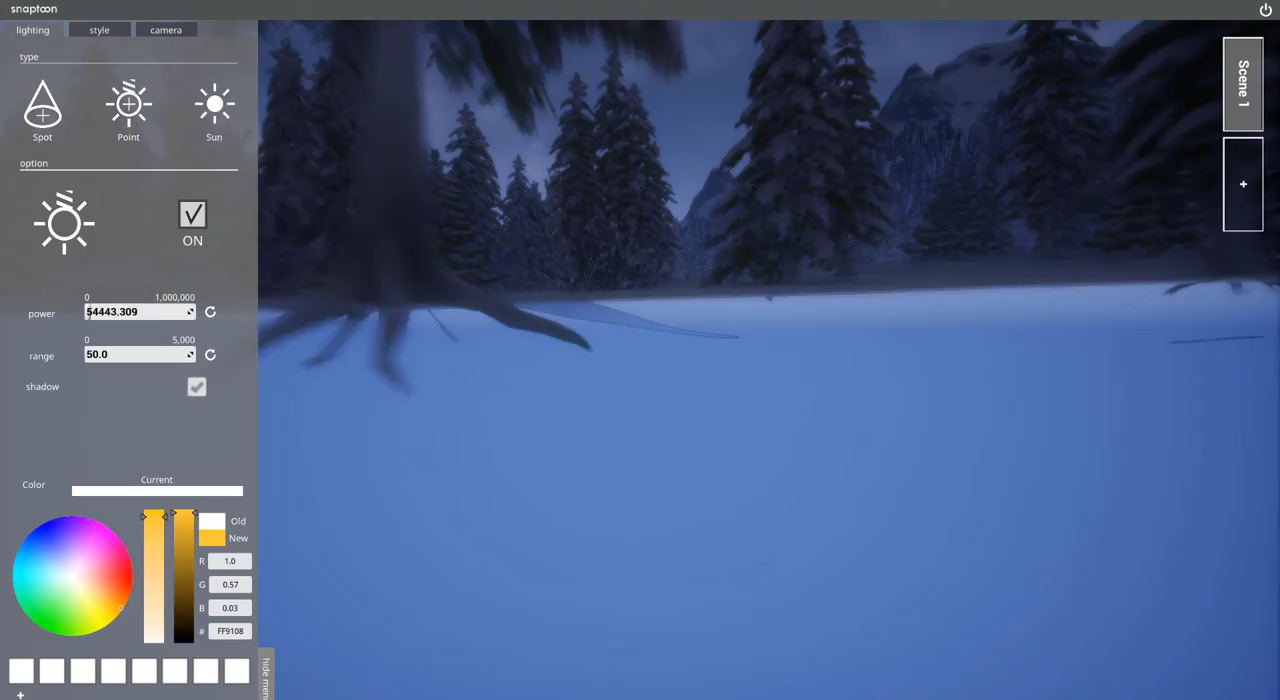 snaptoon
lighting style camera
type
Spot Point Sun
option
ON
0 1,000,000
power 54443.309
0 5,000
range 50.0
shadow
Current
Color
Old
New
R 1.0
G 0.57
B 0.03
# FF9108
+
hide menu
Scene 1
+